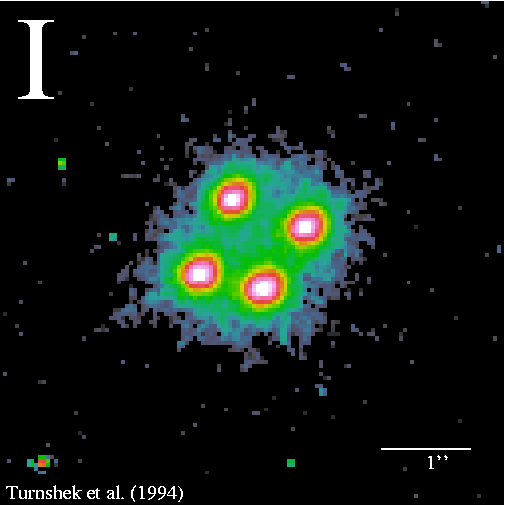 I
1’’
Turnshek et al. (1994)